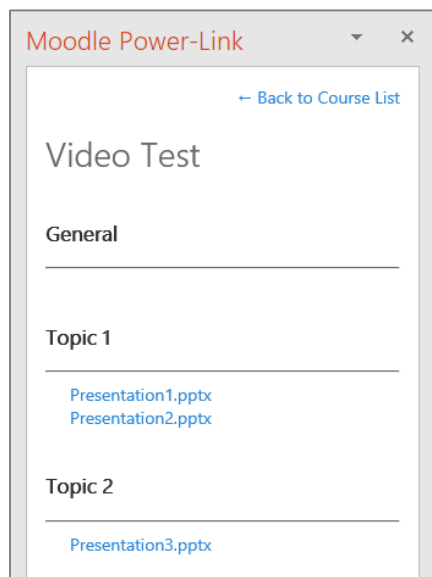 Moodle Power-Link
← Back to Course List
Video Test
General
Topic 1
Presentation1.pptx
Presentation2.pptx
Topic 2
Presentation3.pptx